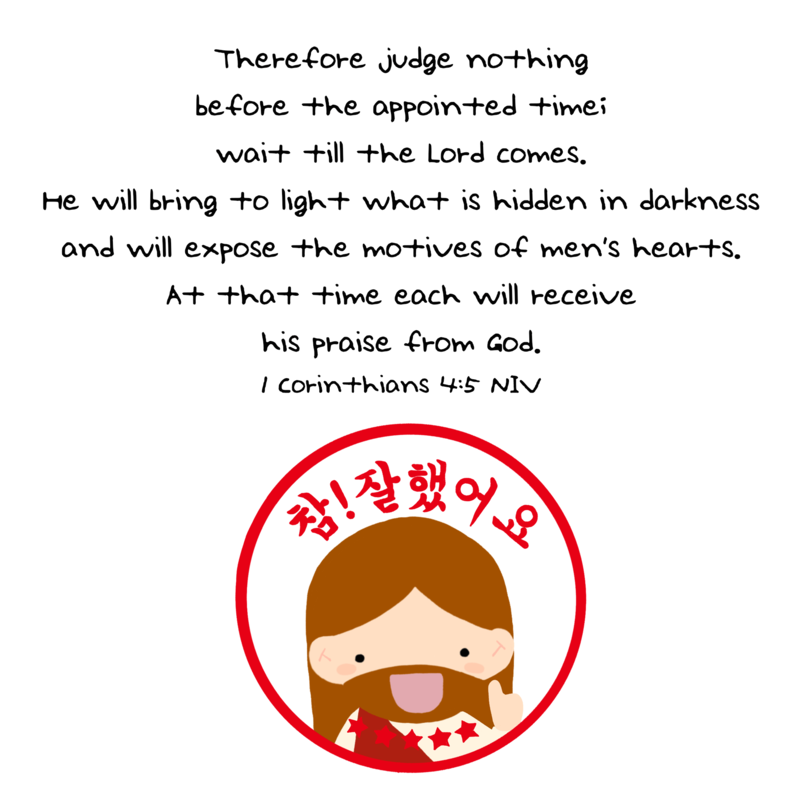 Therefore judge nothing
before the appointed time;
wait till the Lord comes.
He will bring to light what is hidden in darkness
and will expose the motives of men's hearts.
At that time each will receive
his praise from God.
1 Corinthians 4:5 NIV
참!잘했어요